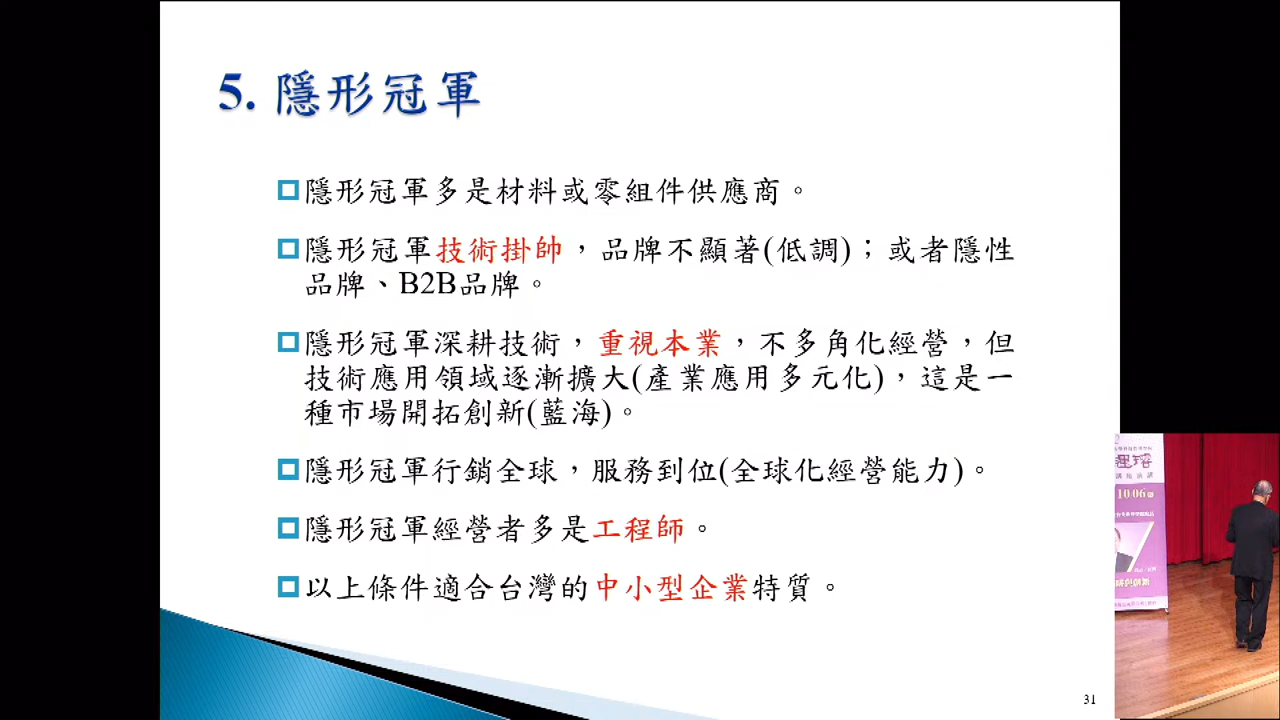 5. 隱形冠軍
隱形冠軍多是材料或零組件供應商。
隱形冠軍技術掛帥，品牌不顯著(低調)；或者隱性
品牌、B2B品牌。
隱形冠軍深耕技術，重視本業，不多角化經營，但
技術應用領域逐漸擴大(產業應用多元化)，這是一
種市場開拓創新(藍海)。
隱形冠軍行銷全球，服務到位(全球化經營能力)。
隱形冠軍經營者多是工程師。
以上條件適合台灣的中小型企業特質。
31
10/06